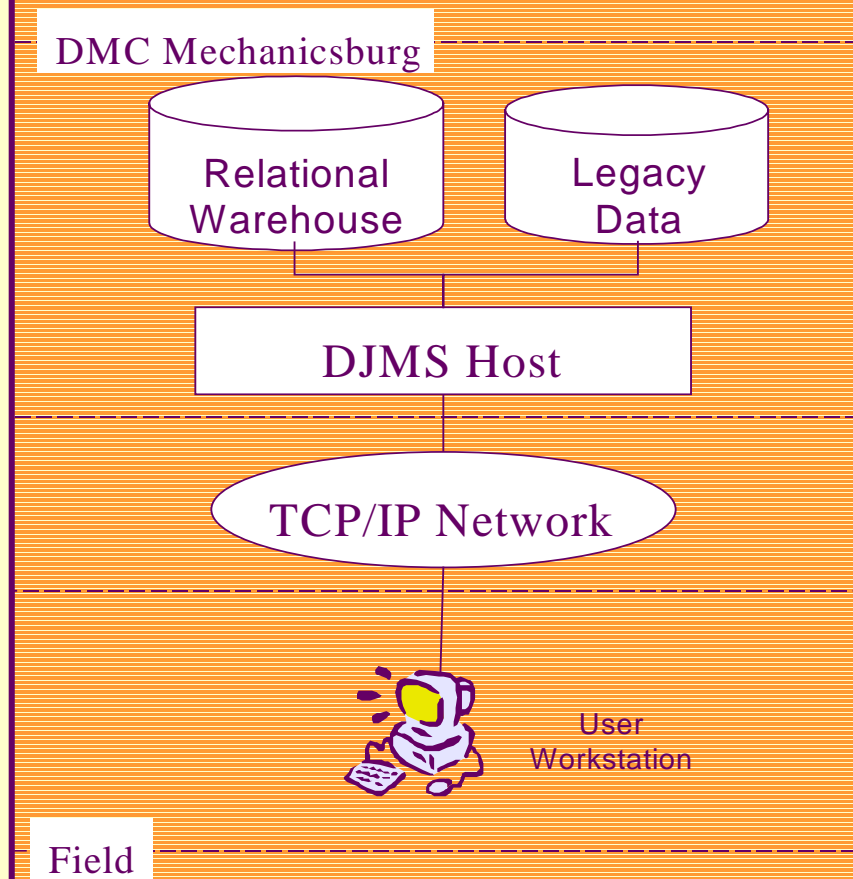 DMC Mechanicsburg
Relational
Warehouse
Legacy
Data
DJMS Host
TCP/IP Network
User
Workstation
Field